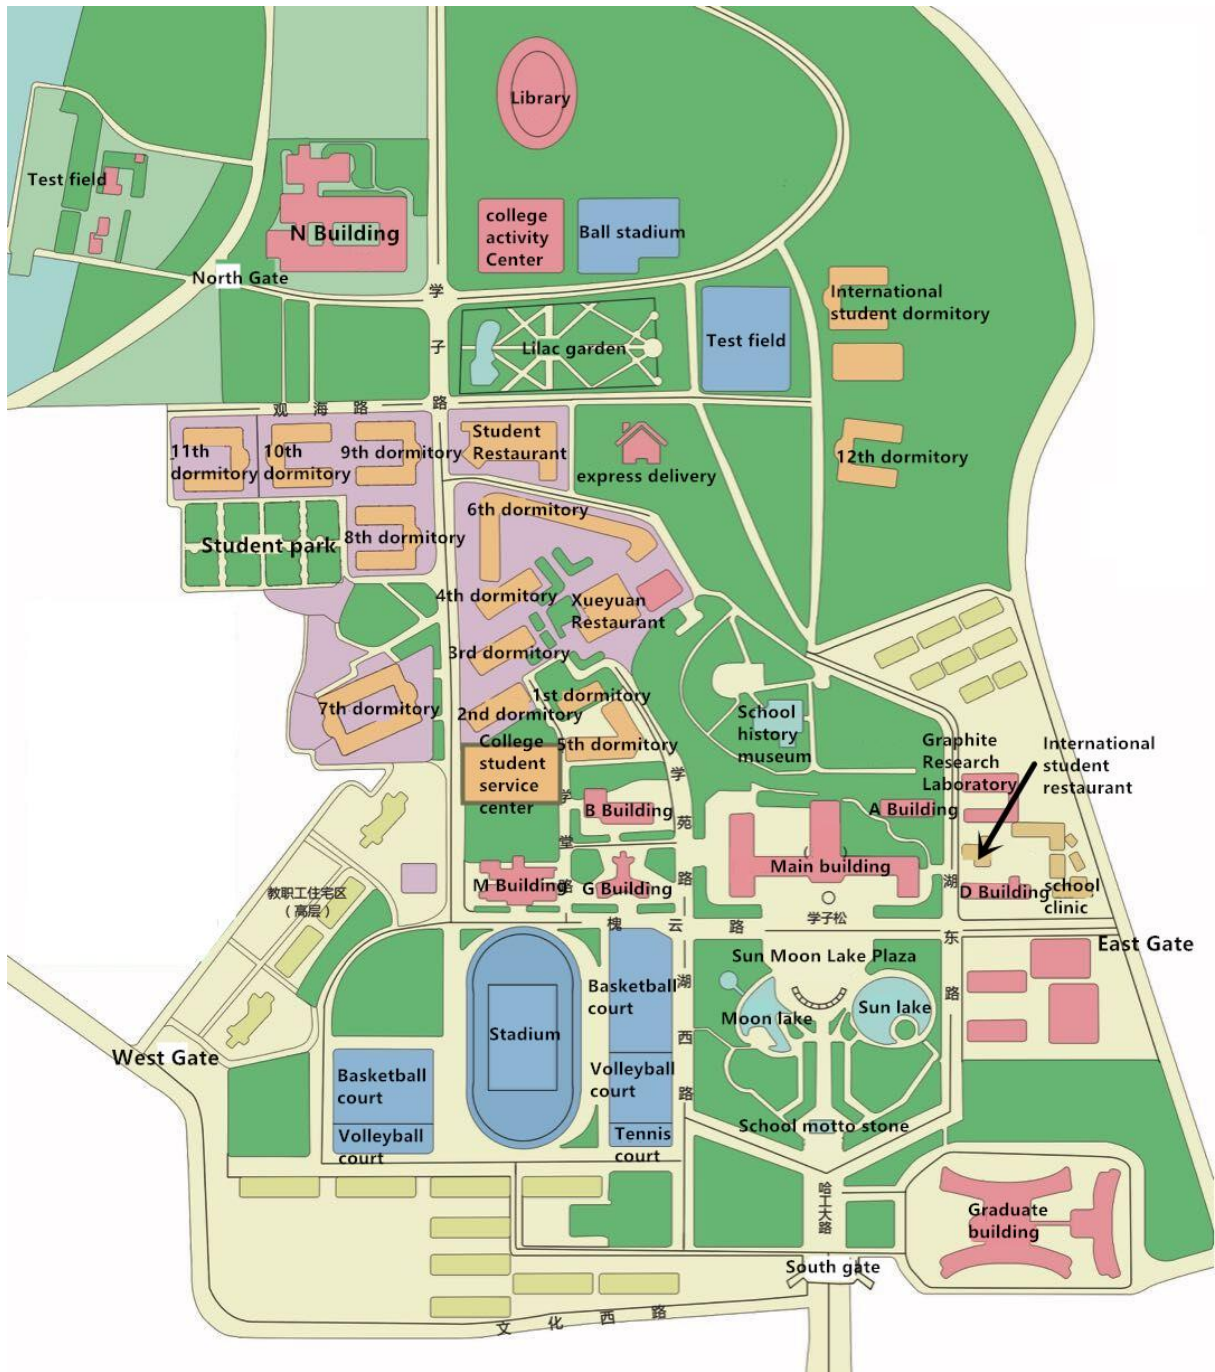 Library
Test field
N Building
college
activity
Center
Ball stadium
North Gate
学
International
student dormitory
子
Lilac garden
Test field
观 海 路
路
11th
dormitory
10th
dormitory
9th dormitory
Student
Restaurant
express delivery
12th dormitory
6th dormitory
Student park
8th dormitory
4th dormitory
Xueyuan
Restaurant
3rd dormitory
1st dormitory
7th dormitory
2nd dormitory
School
history
museum
College
student
service
center
5th dormitory
Graphite
Research
Laboratory
International
student
restaurant
学
苑
路
学
堂
路
B Building
A Building
Main building
M Building
G Building
湖
D Building
school
clinic
教职工住宅区
（高层）
学子松
槐 云 路
东
East Gate
Sun Moon Lake Plaza
Basketball
court
湖
路
Moon lake
Sun lake
Stadium
西
West Gate
Basketball
court
Volleyball
court
路
School motto stone
Volleyball
court
Tennis
court
哈工大路
Graduate
building
South gate
文 化 西 路